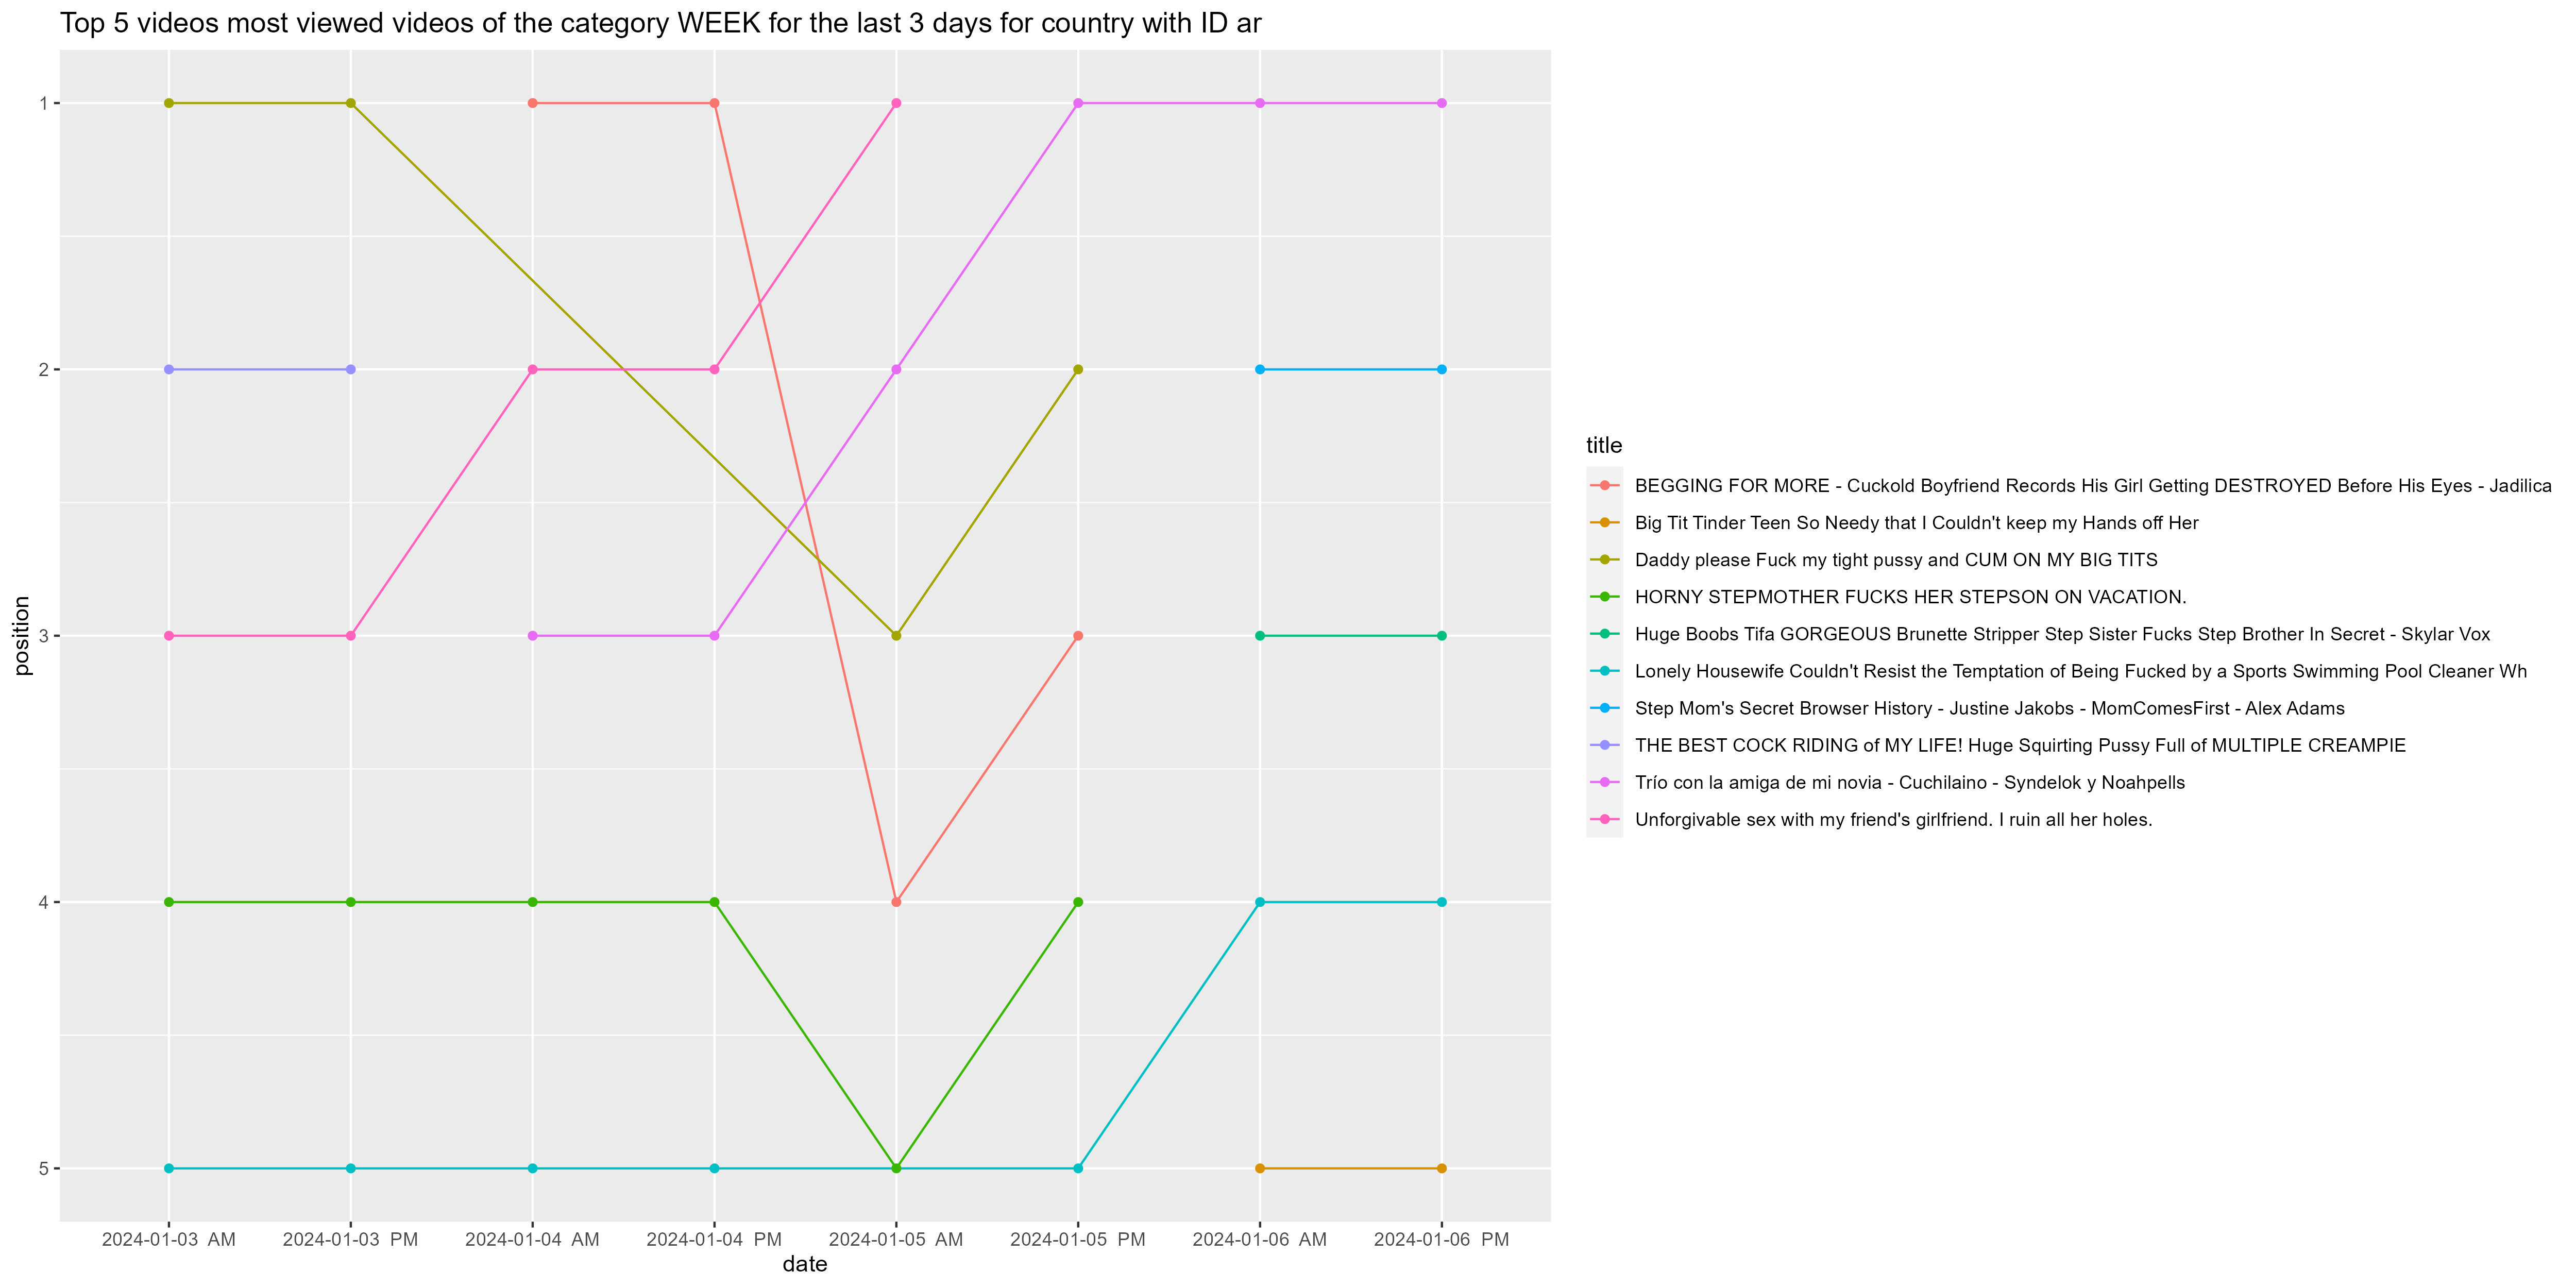 Top 5 videos most viewed videos of the category WEEK for the last 3 days for country with ID ar
position
1
2
3
4
5
2024-01-03 AM
2024-01-03 PM
2024-01-04 AM
2024-01-04 PM
2024-01-05 AM
2024-01-05 PM
2024-01-06 AM
2024-01-06 PM
date
title
BEGGING FOR MORE - Cuckold Boyfriend Records His Girl Getting DESTROYED Before His Eyes - Jadilica
Big Tit Tinder Teen So Needy that I Couldn't keep my Hands off Her
Daddy please Fuck my tight pussy and CUM ON MY BIG TITS
HORNY STEPMOTHER FUCKS HER STEPSON ON VACATION.
Huge Boobs Tifa GORGEOUS Brunette Stripper Step Sister Fucks Step Brother In Secret - Skylar Vox
Lonely Housewife Couldn't Resist the Temptation of Being Fucked by a Sports Swimming Pool Cleaner Wh
Step Mom's Secret Browser History - Justine Jakobs - MomComesFirst - Alex Adams
THE BEST COCK RIDING of MY LIFE! Huge Squirting Pussy Full of MULTIPLE CREAMPIE
Trío con la amiga de mi novia - Cuchilaino - Syndelok y Noahpells
Unforgivable sex with my friend's girlfriend. I ruin all her holes.